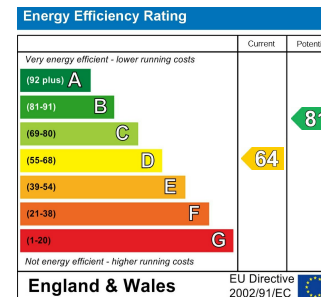 Energy Efficiency Rating
Current Potenti
Very energy efficient - lower running costs
(92 plus) A
(81-91) B
81
(69-80) C
(55-68) D
64
(39-54) E
(21-38) F
(1-20) G
Not energy efficient - higher running costs
England & Wales
EU Directive
2002/91/EC